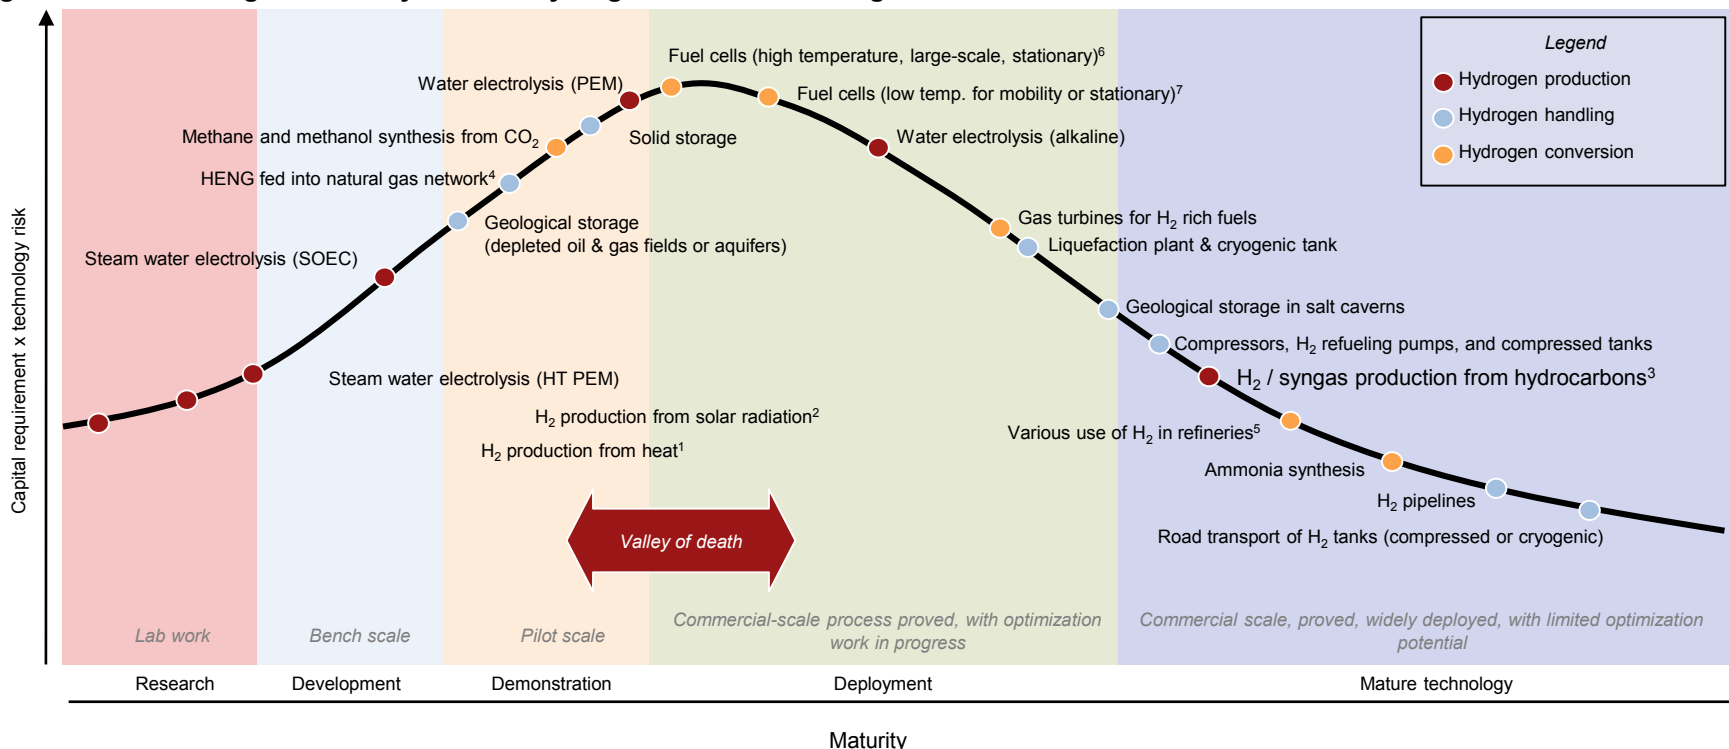 Fuel cells (high temperature, large-scale, stationary)⁶
Water electrolysis (PEM)
Fuel cells (low temp. for mobility or stationary)⁷
Methane and methanol synthesis from CO₂
Solid storage
Water electrolysis (alkaline)
HENG fed into natural gas network⁴
Geological storage
(depleted oil & gas fields or aquifers)
Gas turbines for H₂ rich fuels
Liquefaction plant & cryogenic tank
Steam water electrolysis (SOEC)
Geological storage in salt caverns
Compressors, H₂ refueling pumps, and compressed tanks
Steam water electrolysis (HT PEM)
H₂ / syngas production from hydrocarbons³
H₂ production from solar radiation²
Various use of H₂ in refineries⁵
H₂ production from heat¹
Ammonia synthesis
H₂ pipelines
Road transport of H₂ tanks (compressed or cryogenic)
Valley of death
Legend
Hydrogen production
Hydrogen handling
Hydrogen conversion
Capital requirement x technology risk
Lab work
Bench scale
Pilot scale
Commercial-scale process proved, with optimization
work in progress
Commercial scale, proved, widely deployed, with limited optimization
potential
Research
Development
Demonstration
Deployment
Mature technology
Maturity